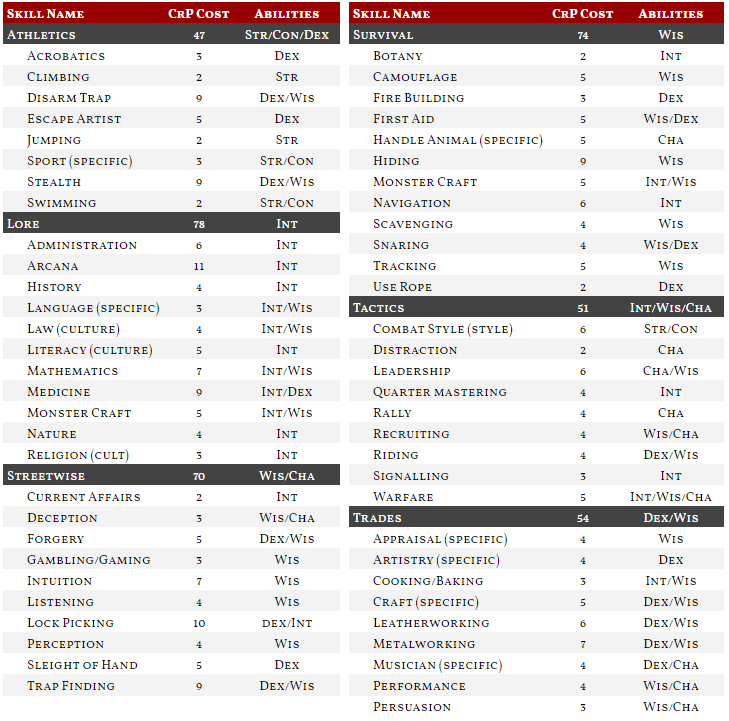 Skill Name CrP Cost Abilities
Athletics 47 Str/Con/Dex
Acrobatics 3 Dex
Climbing 2 Str
Disarm Trap 9 Dex/Wis
Escape Artist 5 Dex
Jumping 2 Str
Sport (specific) 3 Str/Con
Stealth 9 Dex/Wis
Swimming 2 Str/Con
Lore 78 Int
Administration 6 Int
Arcana 11 Int
History 4 Int
Language (specific) 3 Int/Wis
Law (culture) 4 Int/Wis
Literacy (culture) 5 Int
Mathematics 7 Int/Wis
Medicine 9 Int/Dex
Monster Craft 5 Int/Wis
Nature 4 Int
Religion (cult) 3 Int
Streetwise 70 Wis/Cha
Current Affairs 2 Int
Deception 3 Wis/Cha
Forgery 5 Dex/Wis
Gambling/Gaming 3 Wis
Intuition 7 Wis
Listening 4 Wis
Lock Picking 10 dex/Int
Perception 4 Wis
Sleight of Hand 5 Dex
Trap Finding 9 Dex/Wis
Skill Name CrP Cost Abilities
Survival 74 Wis
Botany 2 Int
Camouflage 5 Wis
Fire Building 3 Dex
First Aid 5 Wis/Dex
Handle Animal (specific) 5 Cha
Hiding 9 Wis
Monster Craft 5 Int/Wis
Navigation 6 Int
Scavenging 4 Wis
Snaring 4 Wis/Dex
Tracking 5 Wis
Use Rope 2 Dex
Tactics 51 Int/Wis/Cha
Combat Style (style) 6 Str/Con
Distraction 2 Cha
Leadership 6 Cha/Wis
Quarter mastering 4 Int
Rally 4 Cha
Recruiting 4 Wis/Cha
Riding 4 Dex/Wis
Signalling 3 Int
Warfare 5 Int/Wis/Cha
Trades 54 Dex/Wis
Appraisal (specific) 4 Wis
Artistry (specific) 4 Dex
Cooking/Baking 3 Int/Wis
Craft (specific) 5 Dex/Wis
Leatherworking 6 Dex/Wis
Metalworking 7 Dex/Wis
Musician (specific) 4 Dex/Cha
Performance 4 Wis/Cha
Persuasion 3 Wis/Cha